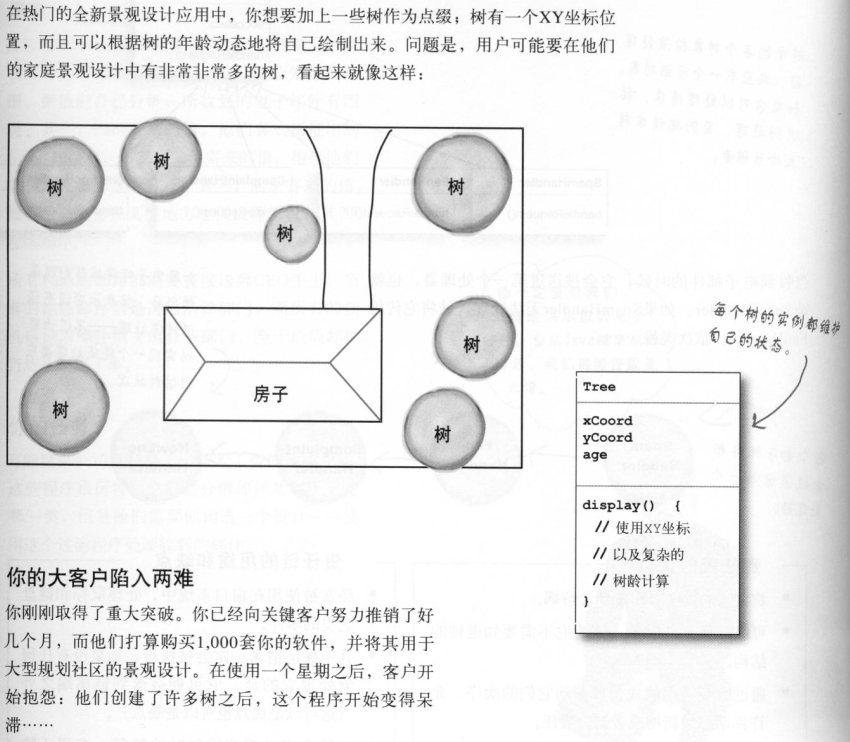 在热门的全新景观设计应用中，你想要加上一些树作为点缀；树有一个XY坐标位
置，而且可以根据树的年龄动态地将自己绘制出来。问题是，用户可能要在他们
的家庭景观设计中有非常非常多的树，看起来就像这样：
树
树
树
树
树
房子
树
树
每个树的实例都维护
自己的状态。
Tree
xCoord
yCoord
age
display() {
// 使用XY坐标
// 以及复杂的
// 树龄计算
}
你的大客户陷入两难
你刚刚取得了重大突破。你已经向关键客户努力推销了好
几个月，而他们打算购买1,000套你的软件，并将其用于
大型规划社区的景观设计。在使用一个星期之后，客户开
始抱怨：他们创建了许多树之后，这个程序开始变得呆
滞……